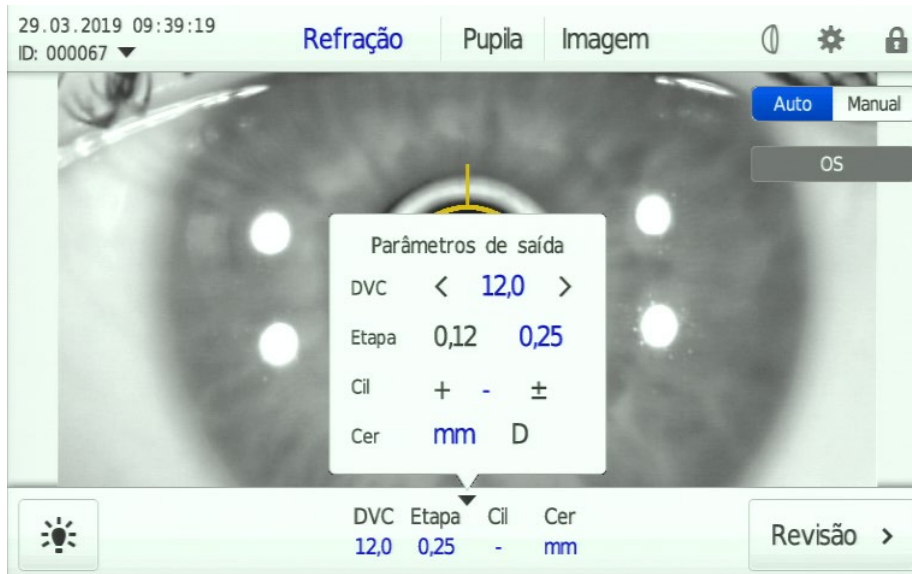 29.03.2019 09:39:19
ID: 000067
Refração Pupila Imagem
Auto Manual
OS
Parâmetros de saída
DVC < 12,0 >
Etapa 0,12 0,25
Cil + - ±
Cer mm D
DVC Etapa Cil Cer
12,0 0,25 - mm
Revisão >